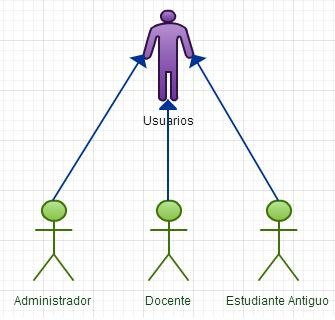 Usuarios
Administrador
Docente
Estudiante Antiguo